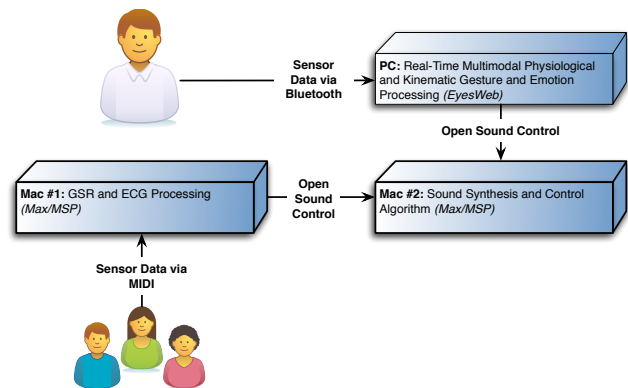 Sensor
Data via
Bluetooth
PC: Real-Time Multimodal Physiological
and Kinematic Gesture and Emotion
Processing (EyesWeb)
Open Sound Control
Mac #1: GSR and ECG Processing
(Max/MSP)
Open
Sound
Control
Mac #2: Sound Synthesis and Control
Algorithm (Max/MSP)
Sensor Data via
MIDI